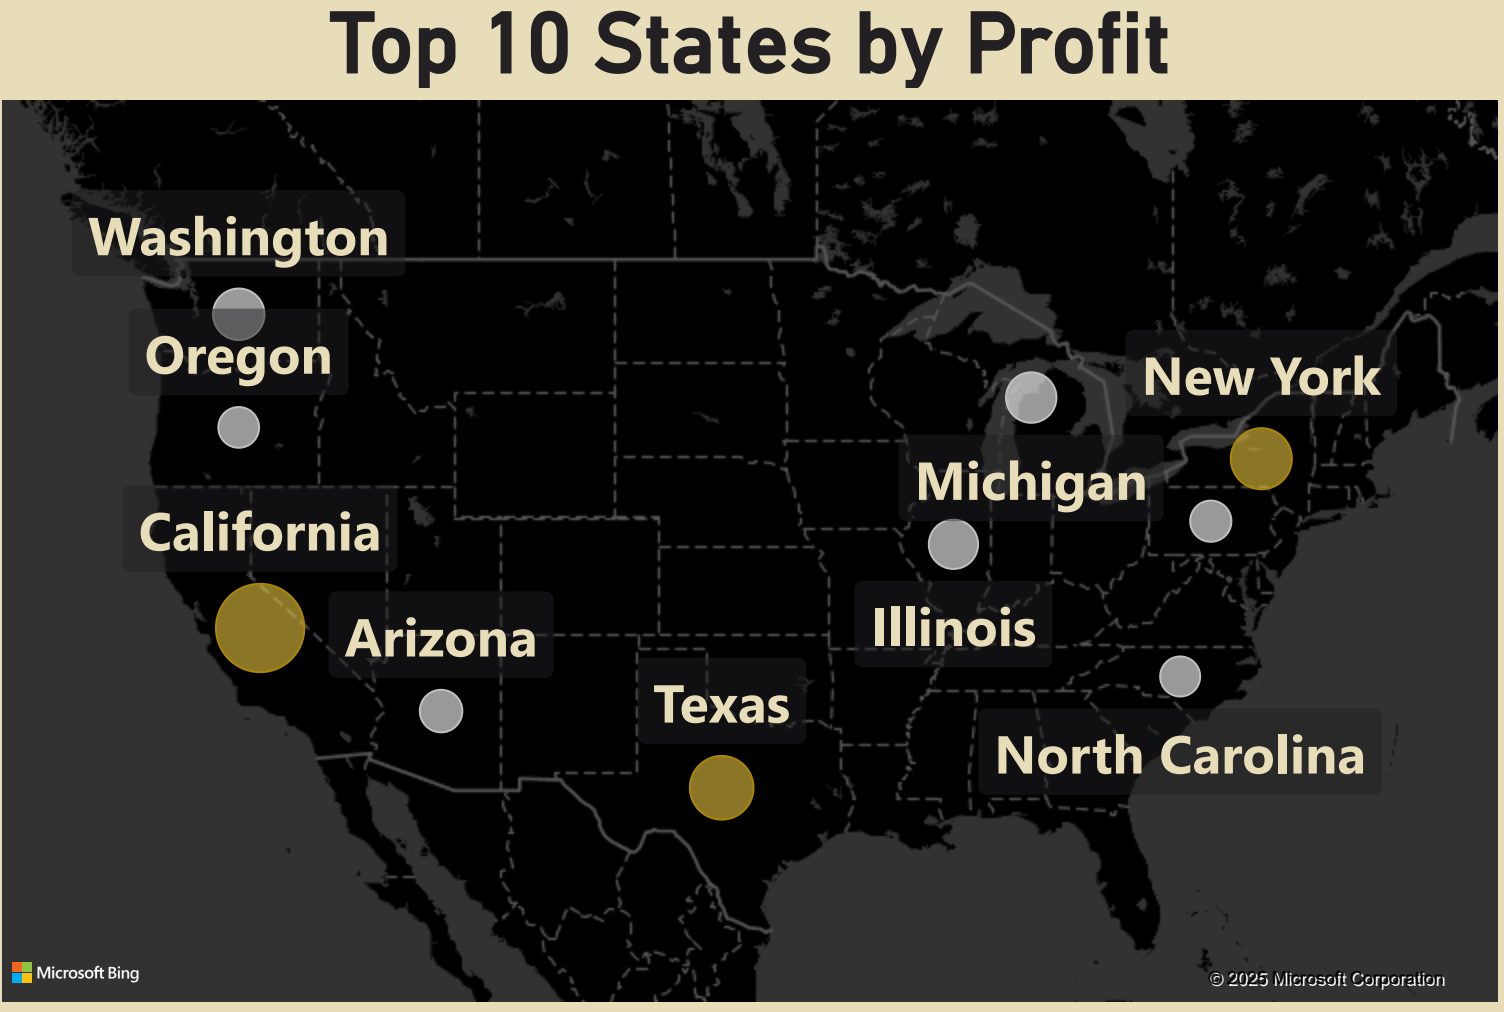 Top 10 States by Profit
Washington
Oregon
New York
Michigan
California
Illinois
Arizona
Texas
North Carolina
Microsoft Bing
© 2025 Microsoft Corporation